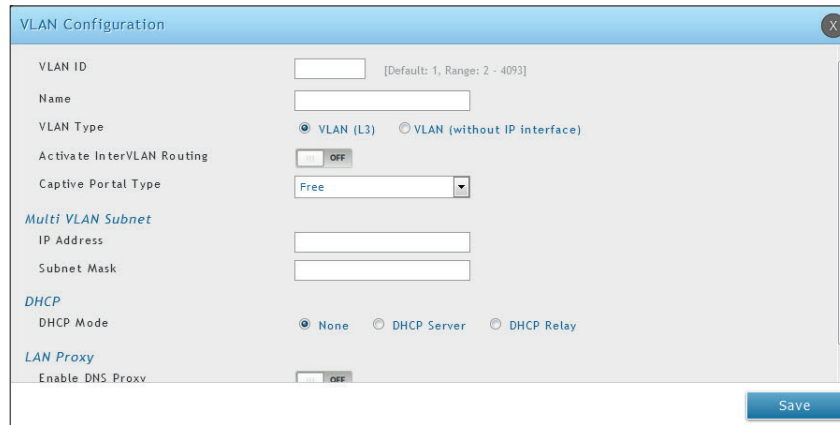 VLAN Configuration
X
VLAN ID [Default: 1, Range: 2 - 4093]
Name
VLAN Type VLAN (L3) VLAN (without IP interface)
Activate InterVLAN Routing OFF
Captive Portal Type Free
Multi VLAN Subnet
IP Address
Subnet Mask
DHCP
DHCP Mode None DHCP Server DHCP Relay
LAN Proxy
Enable DNS Proxy OFF
Save